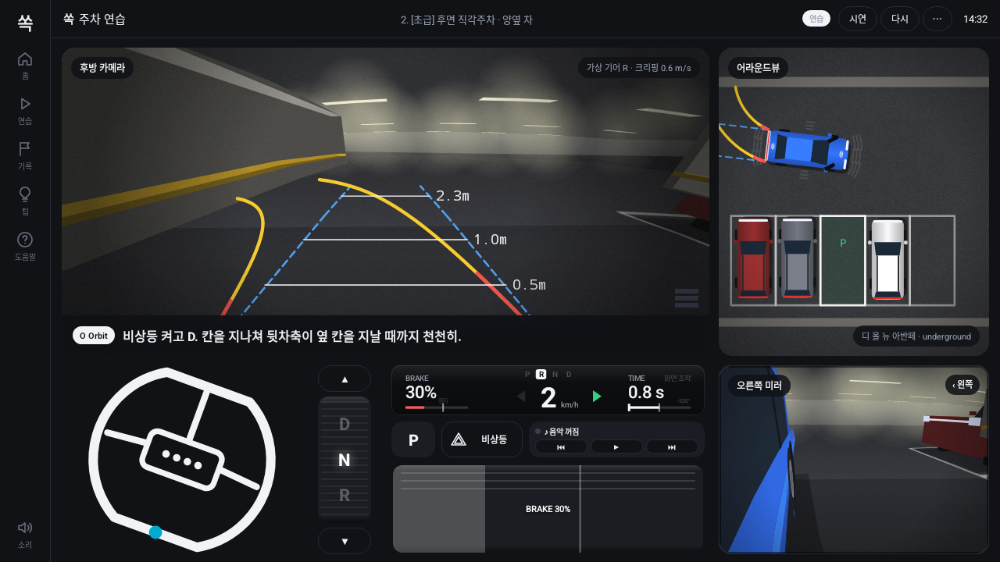 쏙
쏙 주차 연습
2. [초급] 후면 직각주차 · 양옆 차
연습
시연
다시
···
14:32
홈
연습
기록
팁
도움말
소리
후방 카메라
가상 기어 R · 크리핑 0.6 m/s
2.3m
1.0m
0.5m
O Orbit
비상등 켜고 D. 칸을 지나쳐 뒷차축이 옆 칸을 지날 때까지 천천히.
어라운드뷰
P
디 올 뉴 아반떼 · underground
D
N
R
P R N D
BRAKE
30%
2 km/h
TIME
화면 조작
0.8 s
P
비상등
♪ 음악 꺼짐
BRAKE 30%
오른쪽 미러
‹ 왼쪽